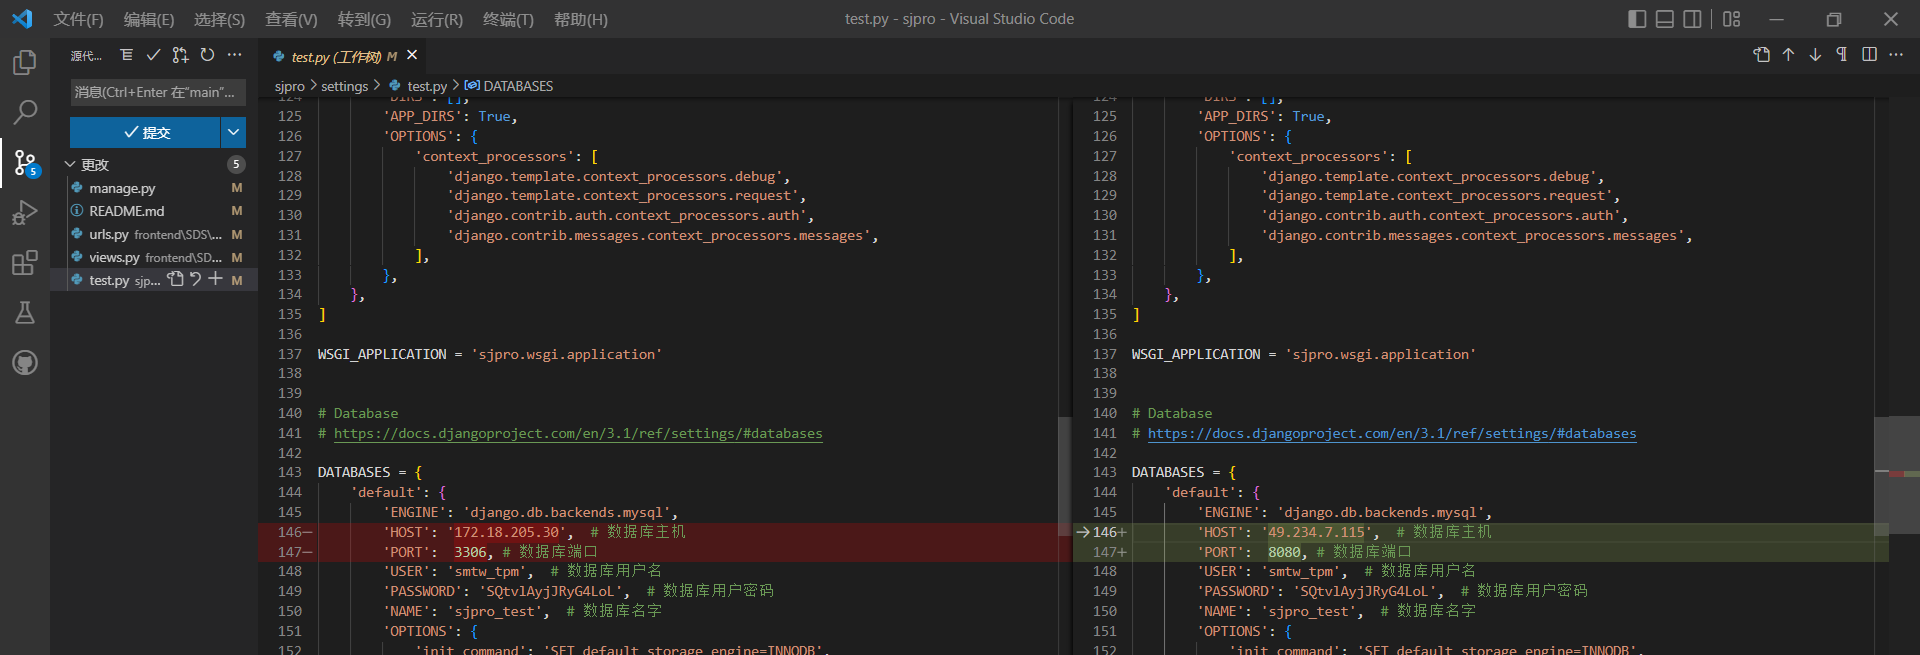 文件(F) 编辑(E) 选择(S) 查看(V) 转到(G) 运行(R) 终端(T) 帮助(H)
test.py - sjpro - Visual Studio Code
源代...
消息(Ctrl+Enter 在"main"...
提交
更改 5
manage.py M
README.md M
urls.py frontend\SDS\... M
views.py frontend\SD... M
test.py sjp... M
5
test.py (工作树) M
sjpro > settings > test.py > DATABASES
124 'DIRS': [],
125 'APP_DIRS': True,
126 'OPTIONS': {
127 'context_processors': [
128 'django.template.context_processors.debug',
129 'django.template.context_processors.request',
130 'django.contrib.auth.context_processors.auth',
131 'django.contrib.messages.context_processors.messages',
132 ],
133 },
134 },
135 ]
136
137 WSGI_APPLICATION = 'sjpro.wsgi.application'
138
139
140 # Database
141 # https://docs.djangoproject.com/en/3.1/ref/settings/#databases
142
143 DATABASES = {
144 'default': {
145 'ENGINE': 'django.db.backends.mysql',
146− 'HOST': '172.18.205.30', # 数据库主机
147− 'PORT': 3306, # 数据库端口
148 'USER': 'smtw_tpm', # 数据库用户名
149 'PASSWORD': 'SQtvlAyjJRyG4LoL', # 数据库用户密码
150 'NAME': 'sjpro_test', # 数据库名字
151 'OPTIONS': {
152 'init_command': 'SET default_storage_engine=INNODB',
124 'DIRS': [],
125 'APP_DIRS': True,
126 'OPTIONS': {
127 'context_processors': [
128 'django.template.context_processors.debug',
129 'django.template.context_processors.request',
130 'django.contrib.auth.context_processors.auth',
131 'django.contrib.messages.context_processors.messages',
132 ],
133 },
134 },
135 ]
136
137 WSGI_APPLICATION = 'sjpro.wsgi.application'
138
139
140 # Database
141 # https://docs.djangoproject.com/en/3.1/ref/settings/#databases
142
143 DATABASES = {
144 'default': {
145 'ENGINE': 'django.db.backends.mysql',
146+ 'HOST': '49.234.7.115', # 数据库主机
147+ 'PORT': 8080, # 数据库端口
148 'USER': 'smtw_tpm', # 数据库用户名
149 'PASSWORD': 'SQtvlAyjJRyG4LoL', # 数据库用户密码
150 'NAME': 'sjpro_test', # 数据库名字
151 'OPTIONS': {
152 'init_command': 'SET default_storage_engine=INNODB',